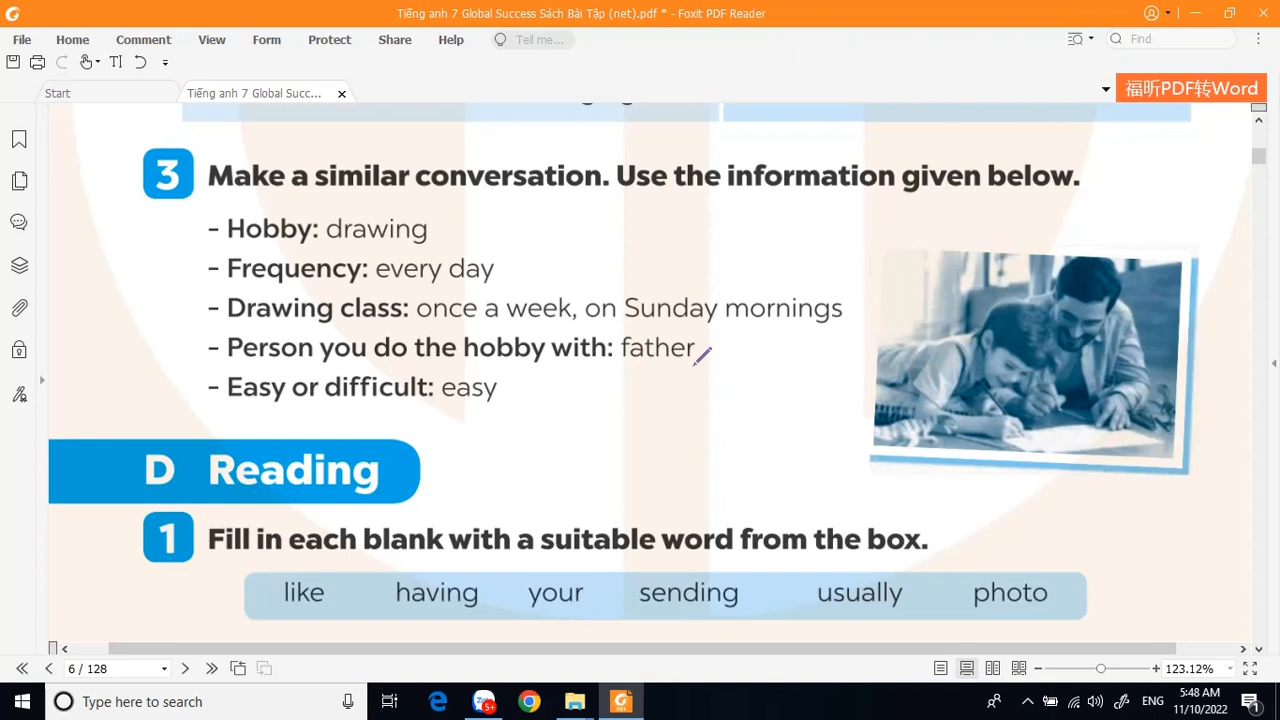 Tiếng anh 7 Global Success Sách Bài Tập (net).pdf * - Foxit PDF Reader
File Home Comment View Form Protect Share Help Tell me... Find
Start Tiếng anh 7 Global Succ... 福昕PDF转Word
3 Make a similar conversation. Use the information given below.
- Hobby: drawing
- Frequency: every day
- Drawing class: once a week, on Sunday mornings
- Person you do the hobby with: father
- Easy or difficult: easy
D Reading
1 Fill in each blank with a suitable word from the box.
like having your sending usually photo
6 / 128 123.12%
Type here to search ENG 5:48 AM
11/10/2022